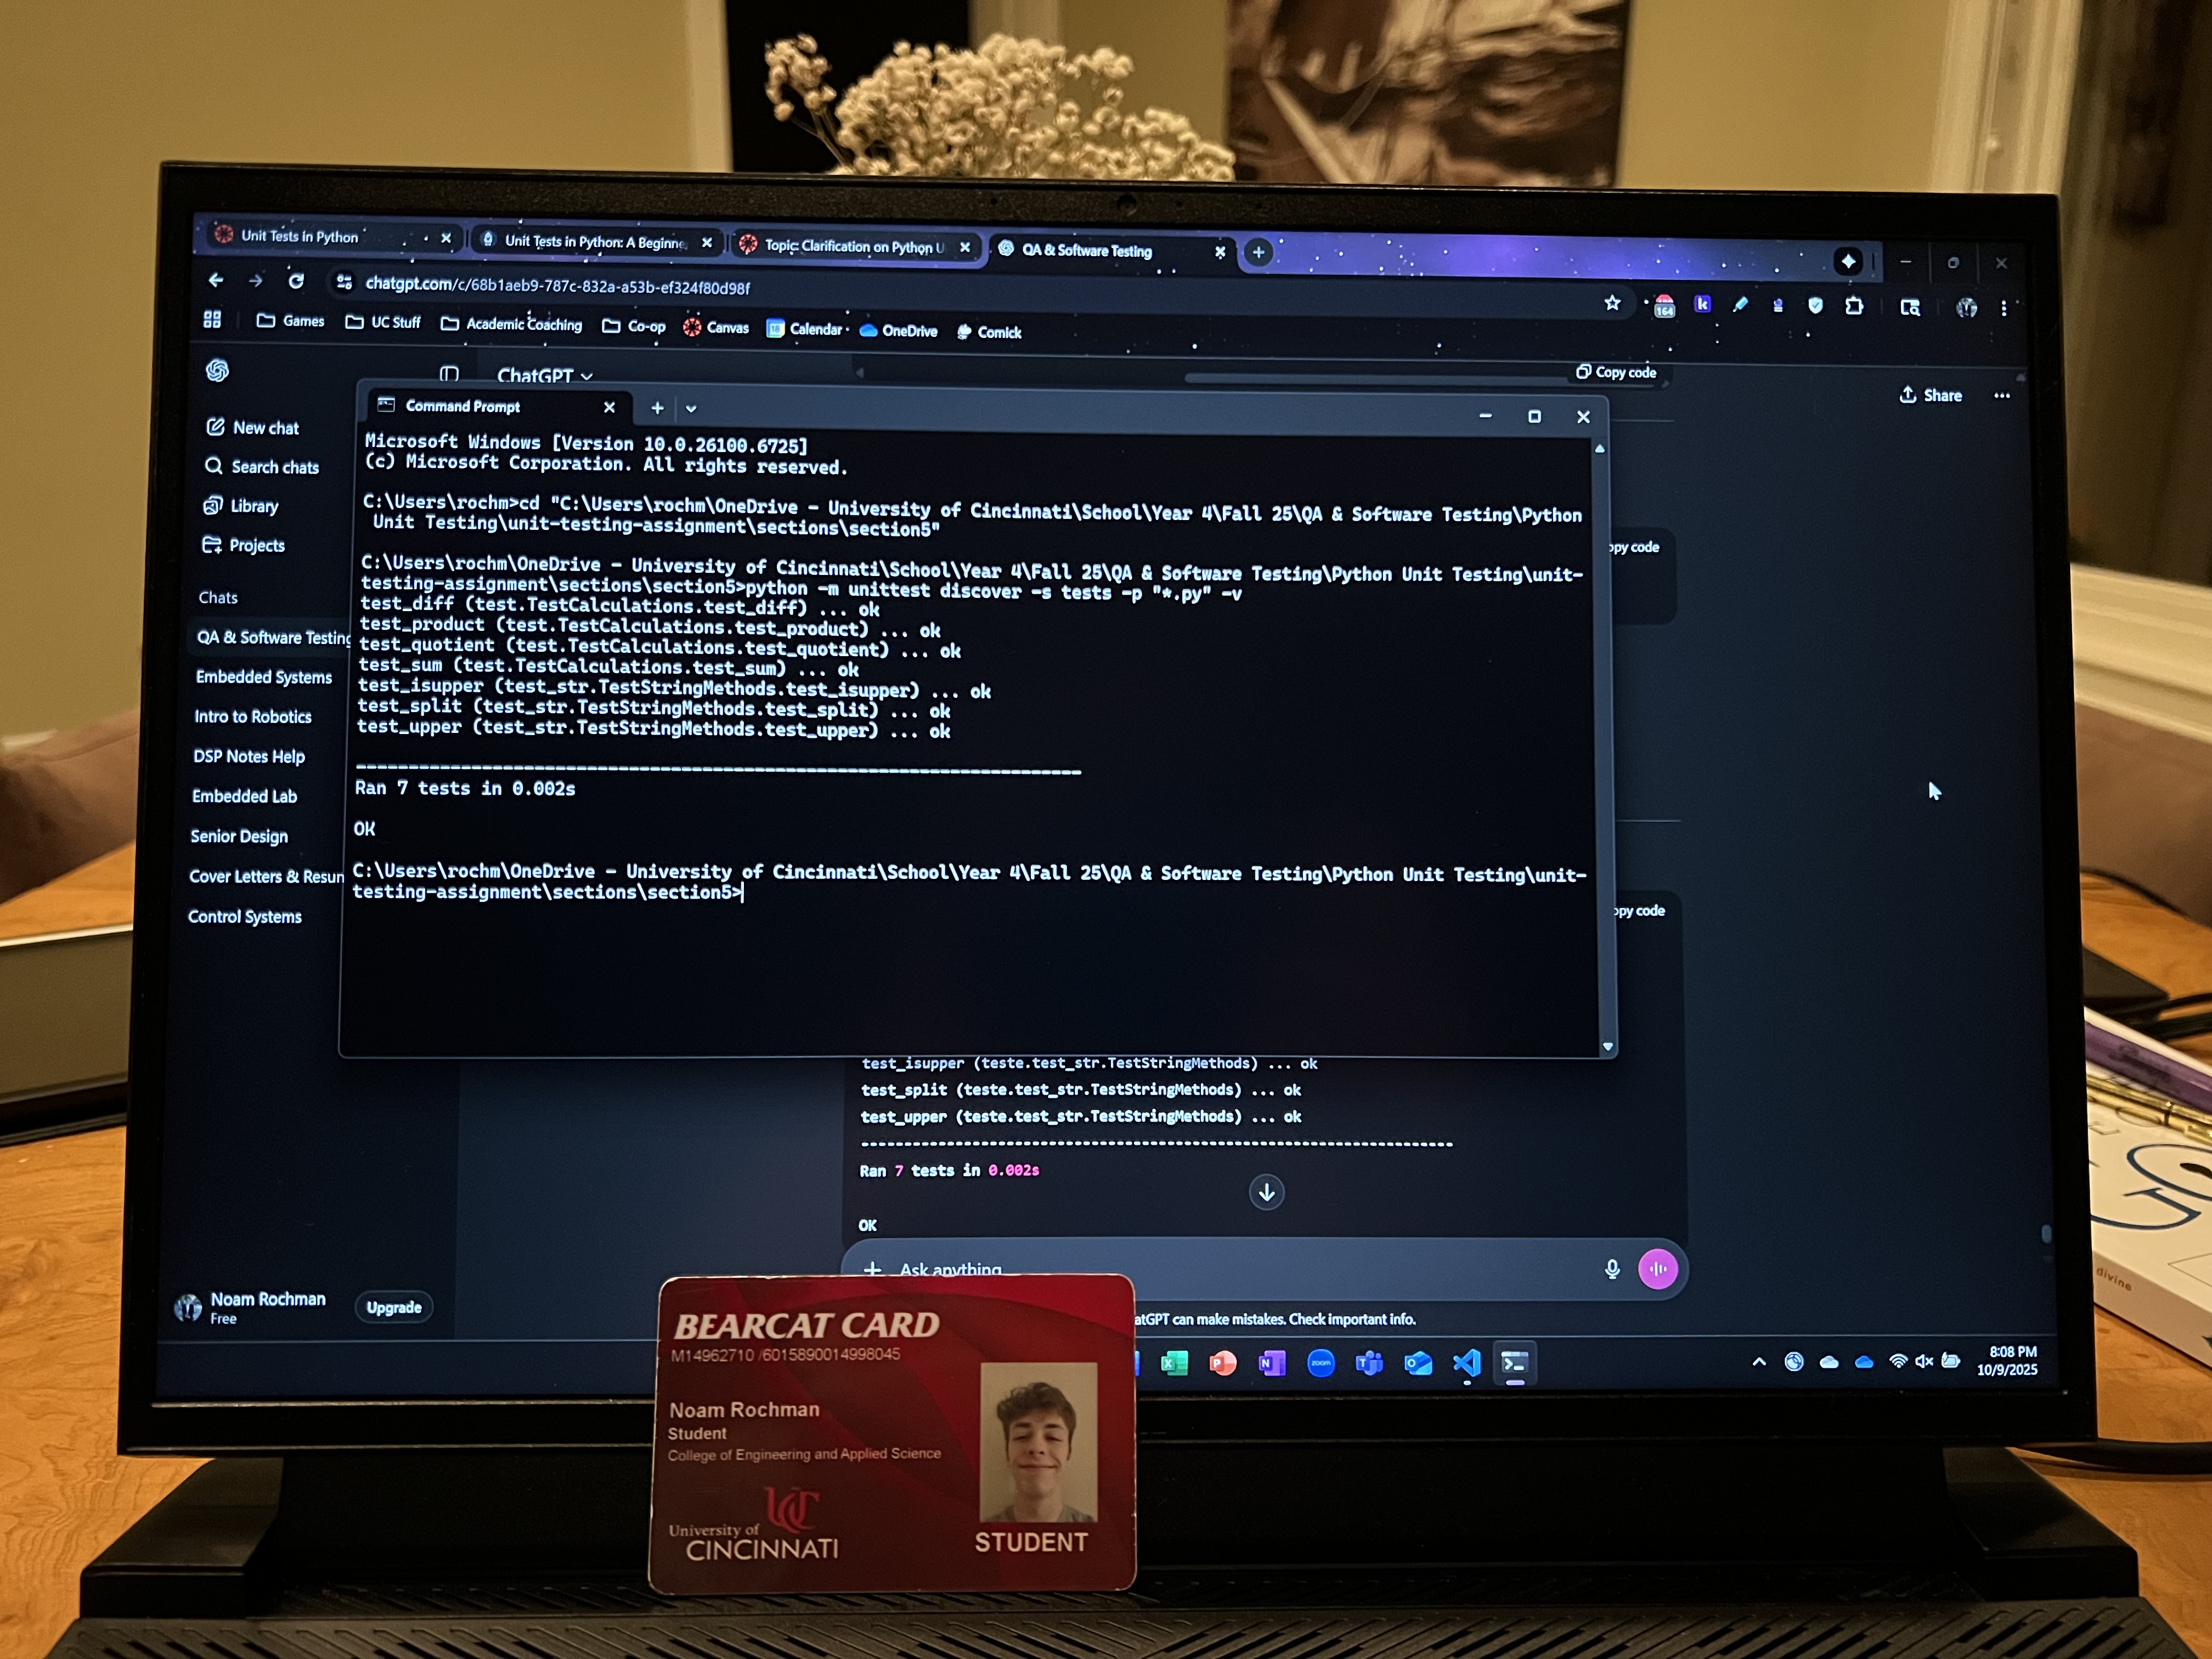 Unit Tests in Python
Unit Tests in Python: A Beginne
Topic: Clarification on Python U
QA & Software Testing
chatgpt.com/c/68b1aeb9-787c-832a-a53b-ef324f80d98f
164
Games
UC Stuff
Academic Coaching
Co-op
Canvas
18
Calendar
OneDrive
Comick
ChatGPT
Copy code
Share
New chat
Search chats
Library
Projects
Chats
QA & Software Testing
Embedded Systems
Intro to Robotics
DSP Notes Help
Embedded Lab
Senior Design
Cover Letters & Resun
Control Systems
Command Prompt
Microsoft Windows [Version 10.0.26100.6725]
(c) Microsoft Corporation. All rights reserved.
C:\Users\rochm>cd "C:\Users\rochm\OneDrive - University of Cincinnati\School\Year 4\Fall 25\QA & Software Testing\Python
Unit Testing\unit-testing-assignment\sections\section5"
C:\Users\rochm\OneDrive - University of Cincinnati\School\Year 4\Fall 25\QA & Software Testing\Python Unit Testing\unit-
testing-assignment\sections\section5>python -m unittest discover -s tests -p "*.py" -v
test_diff (test.TestCalculations.test_diff) ... ok
test_product (test.TestCalculations.test_product) ... ok
test_quotient (test.TestCalculations.test_quotient) ... ok
test_sum (test.TestCalculations.test_sum) ... ok
test_isupper (test_str.TestStringMethods.test_isupper) ... ok
test_split (test_str.TestStringMethods.test_split) ... ok
test_upper (test_str.TestStringMethods.test_upper) ... ok
----------------------------------------------------------------------
Ran 7 tests in 0.002s
OK
C:\Users\rochm\OneDrive - University of Cincinnati\School\Year 4\Fall 25\QA & Software Testing\Python Unit Testing\unit-
testing-assignment\sections\section5>
opy code
opy code
test_isupper (teste.test_str.TestStringMethods) ... ok
test_split (teste.test_str.TestStringMethods) ... ok
test_upper (teste.test_str.TestStringMethods) ... ok
----------------------------------------------------------------------
Ran 7 tests in 0.002s
OK
Ask anything
atGPT can make mistakes. Check important info.
Noam Rochman
Free
Upgrade
zoom
8:08 PM
10/9/2025
BEARCAT CARD
M14962710 /6015890014998045
Noam Rochman
Student
College of Engineering and Applied Science
UC
University of
CINCINNATI
STUDENT
divine